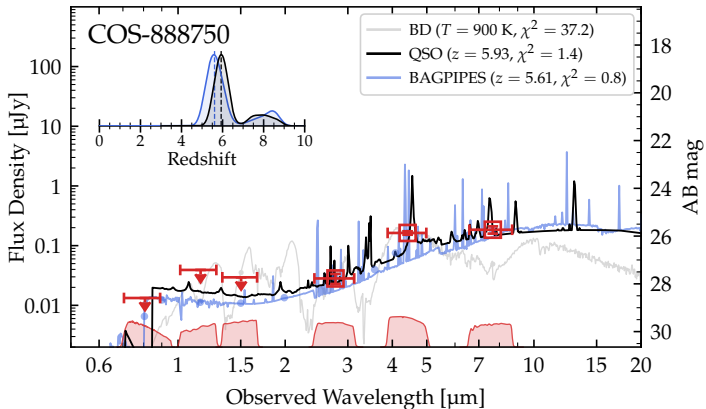 COS-888750
BD (T = 900 K, χ² = 37.2)
QSO (z = 5.93, χ² = 1.4)
BAGPIPES (z = 5.61, χ² = 0.8)
0 2 4 6 8 10
Redshift
Flux Density [μJy]
100
10
1
0.1
0.01
AB mag
18
20
22
24
26
28
30
0.6 1 1.5 2 3 4 5 10 15 20
Observed Wavelength [μm]